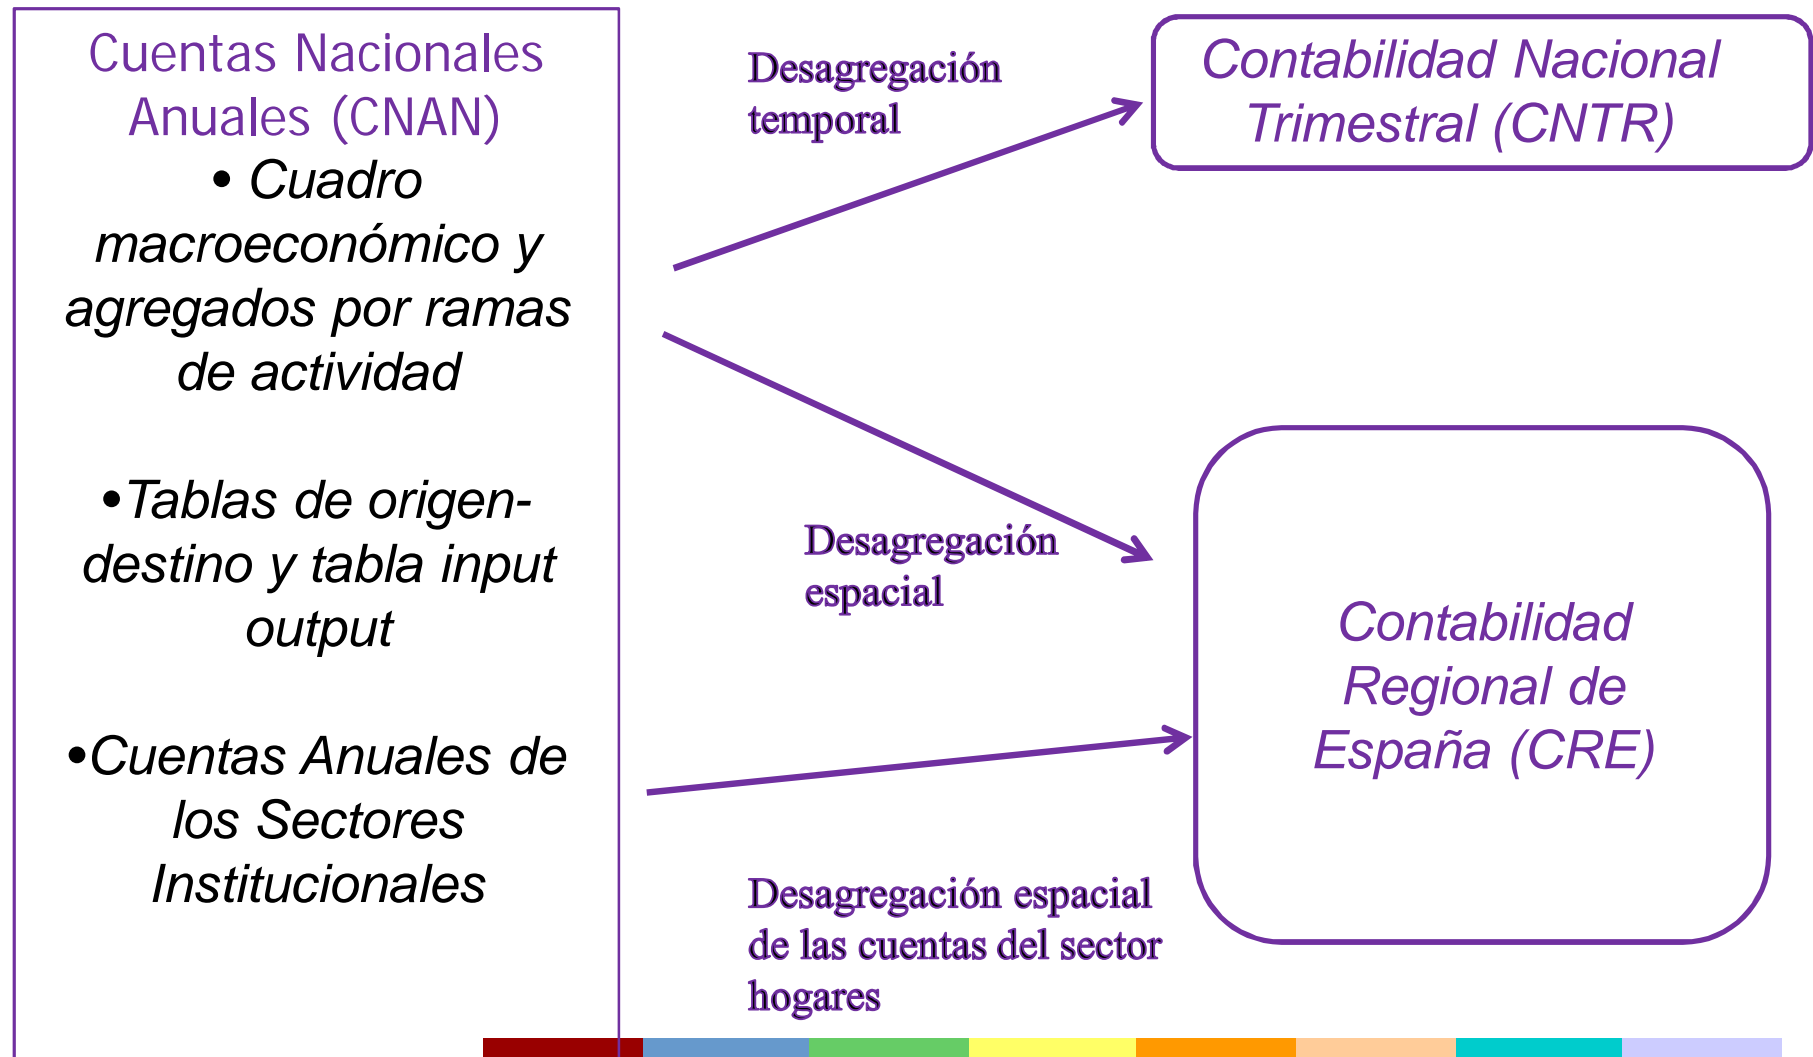 Cuentas Nacionales
Anuales (CNAN)
• Cuadro
macroeconómico y
agregados por ramas
de actividad
•Tablas de origen-
destino y tabla input
output
•Cuentas Anuales de
los Sectores
Institucionales
Desagregación
temporal
Contabilidad Nacional
Trimestral (CNTR)
Desagregación
espacial
Contabilidad
Regional de
España (CRE)
Desagregación espacial
de las cuentas del sector
hogares